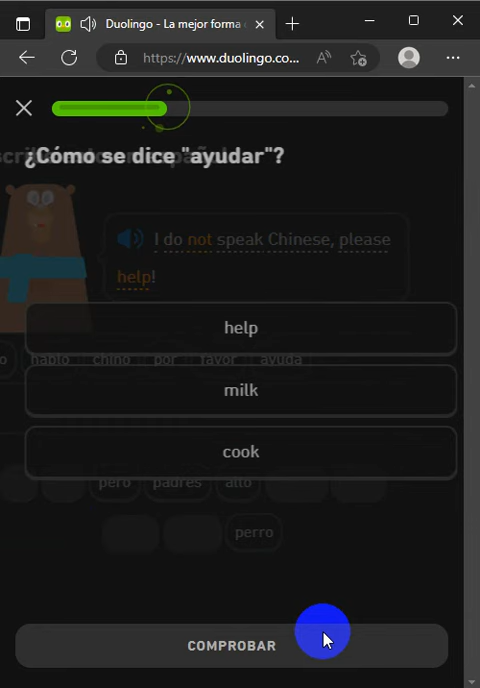 Duolingo - La mejor forma
https://www.duolingo.co...
¿Cómo se dice "ayudar"?
I do not speak Chinese, please
help!
help
hablo chino por favor ayuda
milk
cook
pero padres alto
perro
COMPROBAR